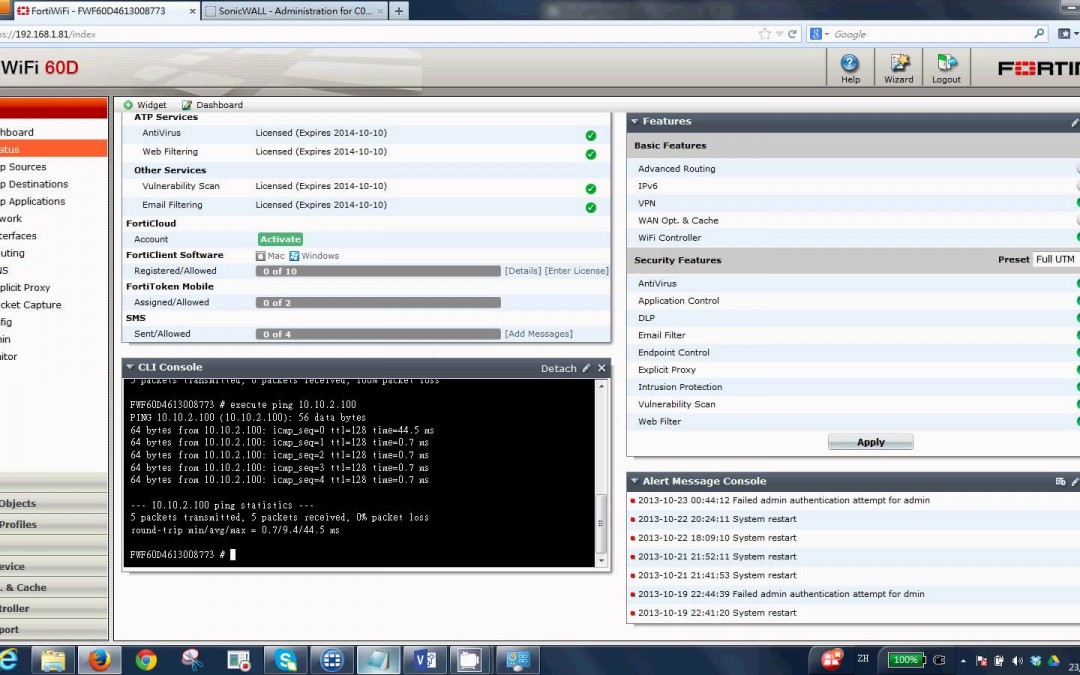 FortiWiFi - FWF60D4613008773
SonicWALL - Administration for C0...
s://192.168.1.81/index
Google
WiFi 60D
Help
Wizard
Logout
FORTI
Widget
Dashboard
hboard
atus
p Sources
p Destinations
p Applications
work
terfaces
uting
NS
plicit Proxy
cket Capture
fig
min
nitor
Objects
Profiles
evice
. & Cache
troller
port
ATP Services
AntiVirus Licensed (Expires 2014-10-10)
Web Filtering Licensed (Expires 2014-10-10)
Other Services
Vulnerability Scan Licensed (Expires 2014-10-10)
Email Filtering Licensed (Expires 2014-10-10)
FortiCloud
Account Activate
FortiClient Software Mac Windows
Registered/Allowed 0 of 10 [Details] [Enter License]
FortiToken Mobile
Assigned/Allowed 0 of 2
SMS
Sent/Allowed 0 of 4 [Add Messages]
CLI Console Detach
5 packets transmitted, 0 packets received, 100% packet loss
FWF60D4613008773 # execute ping 10.10.2.100
PING 10.10.2.100 (10.10.2.100): 56 data bytes
64 bytes from 10.10.2.100: icmp_seq=0 ttl=128 time=44.5 ms
64 bytes from 10.10.2.100: icmp_seq=1 ttl=128 time=0.7 ms
64 bytes from 10.10.2.100: icmp_seq=2 ttl=128 time=0.7 ms
64 bytes from 10.10.2.100: icmp_seq=3 ttl=128 time=0.7 ms
64 bytes from 10.10.2.100: icmp_seq=4 ttl=128 time=0.7 ms
--- 10.10.2.100 ping statistics ---
5 packets transmitted, 5 packets received, 0% packet loss
round-trip min/avg/max = 0.7/9.4/44.5 ms
FWF60D4613008773 #
Features
Basic Features
Advanced Routing
IPv6
VPN
WAN Opt. & Cache
WiFi Controller
Security Features Preset Full UTM
AntiVirus
Application Control
DLP
Email Filter
Endpoint Control
Explicit Proxy
Intrusion Protection
Vulnerability Scan
Web Filter
Apply
Alert Message Console
2013-10-23 00:44:12 Failed admin authentication attempt for admin
2013-10-22 20:24:11 System restart
2013-10-22 18:09:10 System restart
2013-10-21 21:52:11 System restart
2013-10-21 21:41:53 System restart
2013-10-19 22:44:39 Failed admin authentication attempt for dmin
2013-10-19 22:41:20 System restart
ZH
100%
23,